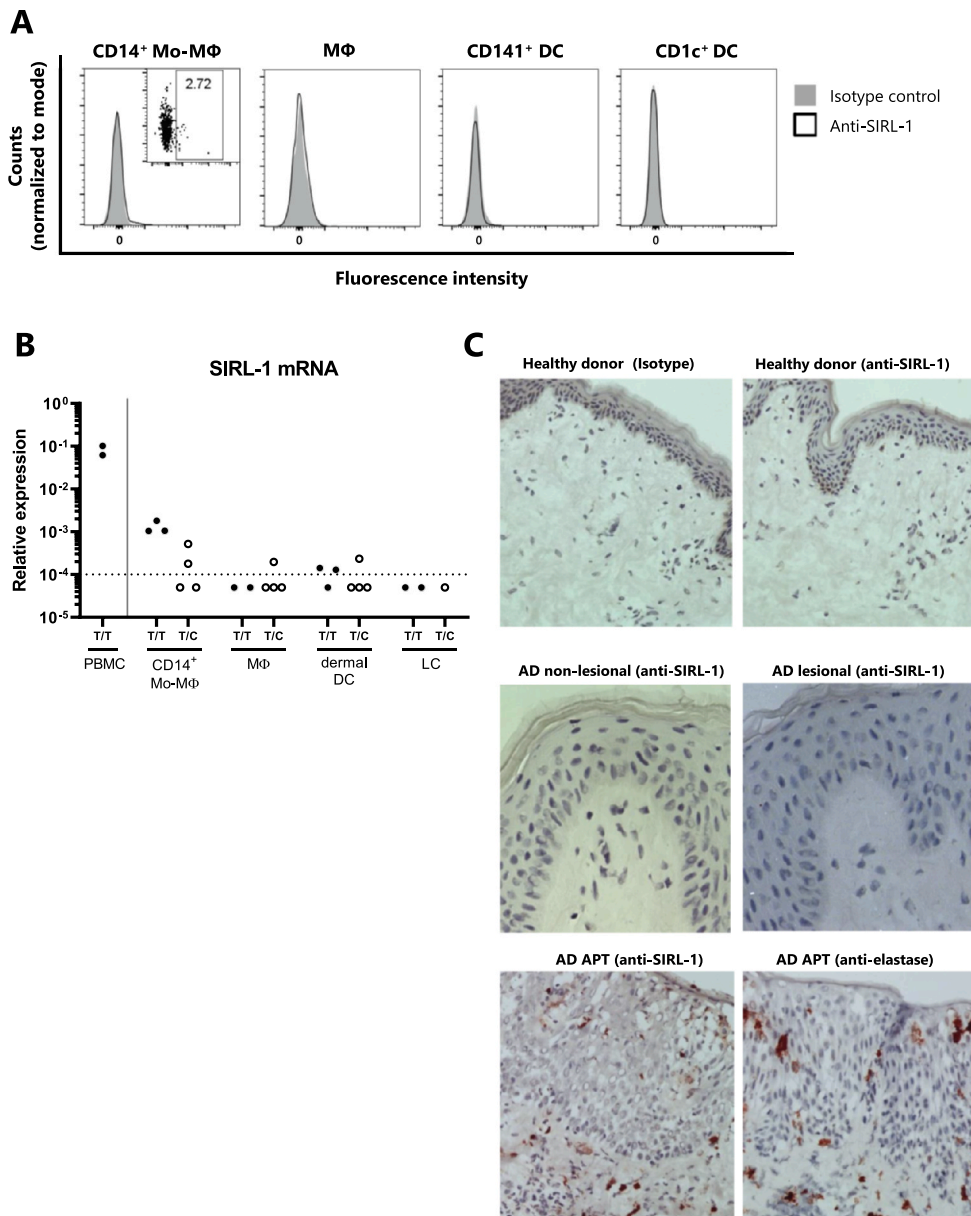 A
CD14⁺ Mo-MΦ
MΦ
CD141⁺ DC
CD1c⁺ DC
2.72
Isotype control
Anti-SIRL-1
Counts
(normalized to mode)
0
0
0
0
Fluorescence intensity
B
SIRL-1 mRNA
Relative expression
10⁰
10⁻¹
10⁻²
10⁻³
10⁻⁴
10⁻⁵
T/T
T/T
T/C
T/T
T/C
T/T
T/C
T/T
T/C
PBMC
CD14⁺
Mo-MΦ
MΦ
dermal
DC
LC
C
Healthy donor (Isotype)
Healthy donor (anti-SIRL-1)
AD non-lesional (anti-SIRL-1)
AD lesional (anti-SIRL-1)
AD APT (anti-SIRL-1)
AD APT (anti-elastase)